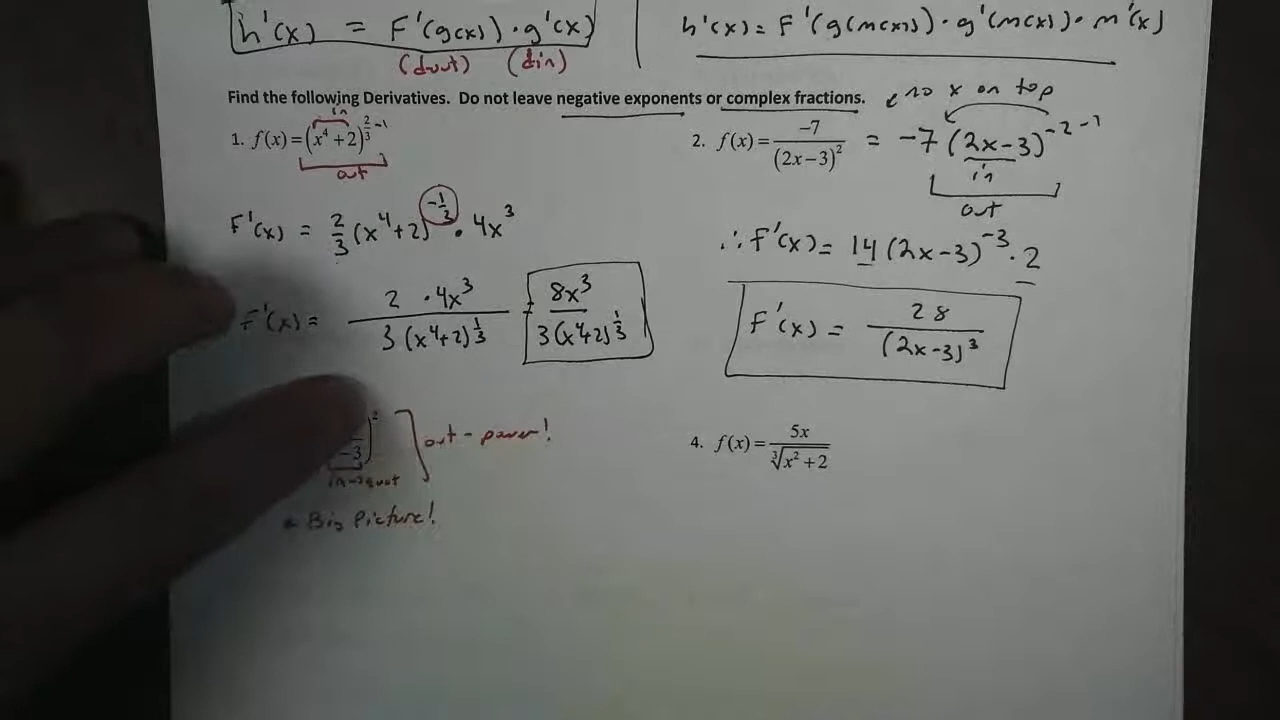 h'(x) = F'(g(x)) · g'(x)
(dout) (din)
h'(x) = F'(g(m(x))) · g'(m(x)) · m'(x)
Find the following Derivatives. Do not leave negative exponents or complex fractions.
no x on top
in
1. f(x) = (x⁴ + 2)^(2/3 -1)
out
F'(x) = 2/3 (x⁴+2)^(-1/3) · 4x³
F'(x) = 2 · 4x³ / 3(x⁴+2)^(1/3) = 8x³ / 3(x⁴+2)^(1/3)
2. f(x) = -7 / (2x-3)² = -7(2x-3)^(-2-1)
in
out
∴ F'(x) = 14(2x-3)^(-3) · 2
F'(x) = 28 / (2x-3)³
-3)²
out - power!
in → quot
* Big Picture!
4. f(x) = 5x / ∛(x² + 2)